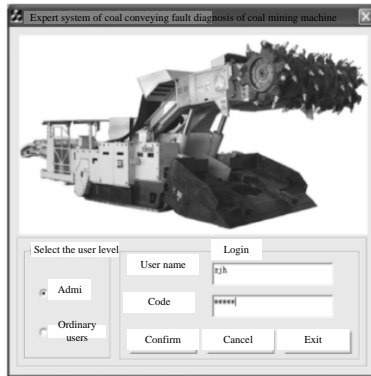 Expert system of coal conveying fault diagnosis of coal mining machine
Select the user level
Admi
Ordinary
users
Login
User name
zjh
Code
*****
Confirm
Cancel
Exit